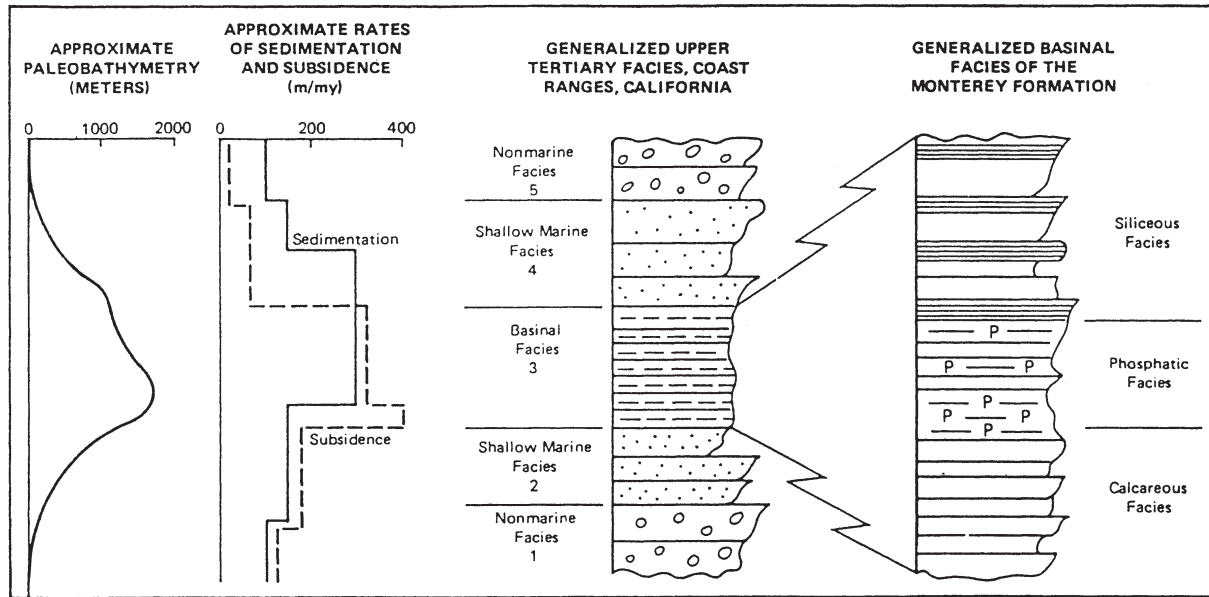 APPROXIMATE
PALEOBATHYMETRY
(METERS)
0 1000 2000
APPROXIMATE RATES
OF SEDIMENTATION
AND SUBSIDENCE
(m/my)
0 200 400
Sedimentation
Subsidence
GENERALIZED UPPER
TERTIARY FACIES, COAST
RANGES, CALIFORNIA
Nonmarine
Facies
5
Shallow Marine
Facies
4
Basinal
Facies
3
Shallow Marine
Facies
2
Nonmarine
Facies
1
GENERALIZED BASINAL
FACIES OF THE
MONTEREY FORMATION
P
P P
P
P P
P
Siliceous
Facies
Phosphatic
Facies
Calcareous
Facies